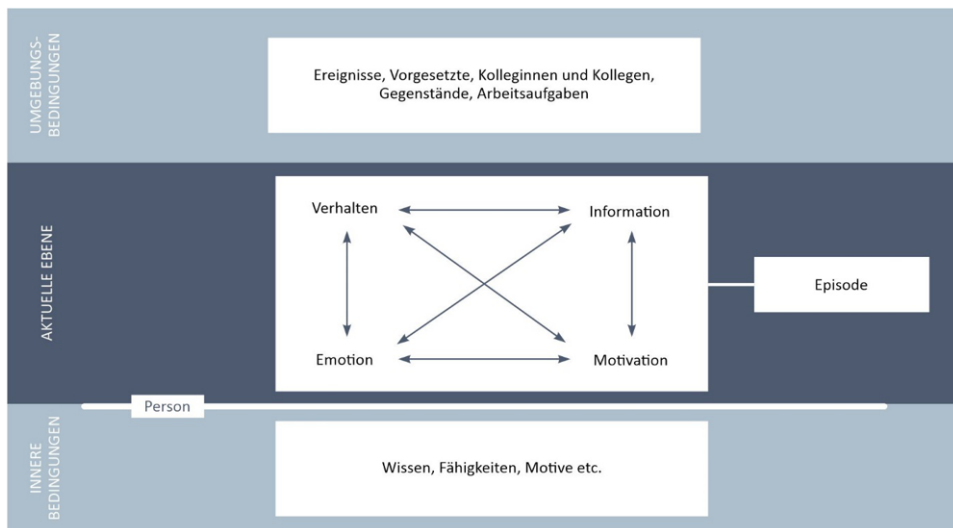 UMGEBUNGS-
BEDINGUNGEN
Ereignisse, Vorgesetzte, Kolleginnen und Kollegen,
Gegenstände, Arbeitsaufgaben
AKTUELLE EBENE
Verhalten
Information
Emotion
Motivation
Episode
Person
INNERE
BEDINGUNGEN
Wissen, Fähigkeiten, Motive etc.